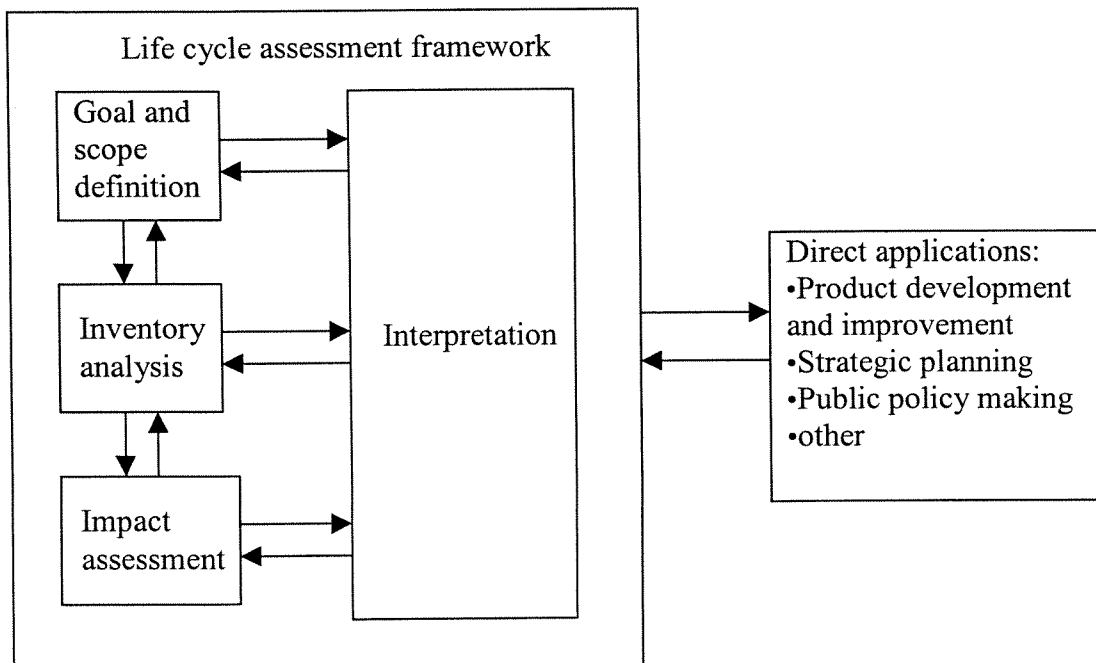 Life cycle assessment framework
Goal and
scope
definition
Inventory
analysis
Impact
assessment
Interpretation
Direct applications:
•Product development
and improvement
•Strategic planning
•Public policy making
•other